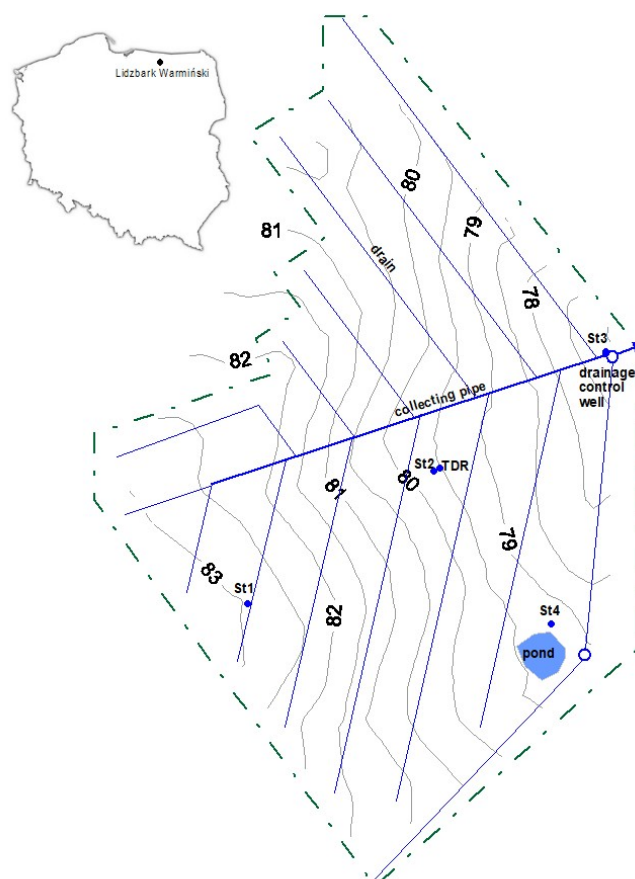 Lidzbark Warmiński
80
81
79
drain
78
82
St3
drainage
control
well
collecting pipe
St2
TDR
81
80
79
83
St1
82
St4
pond